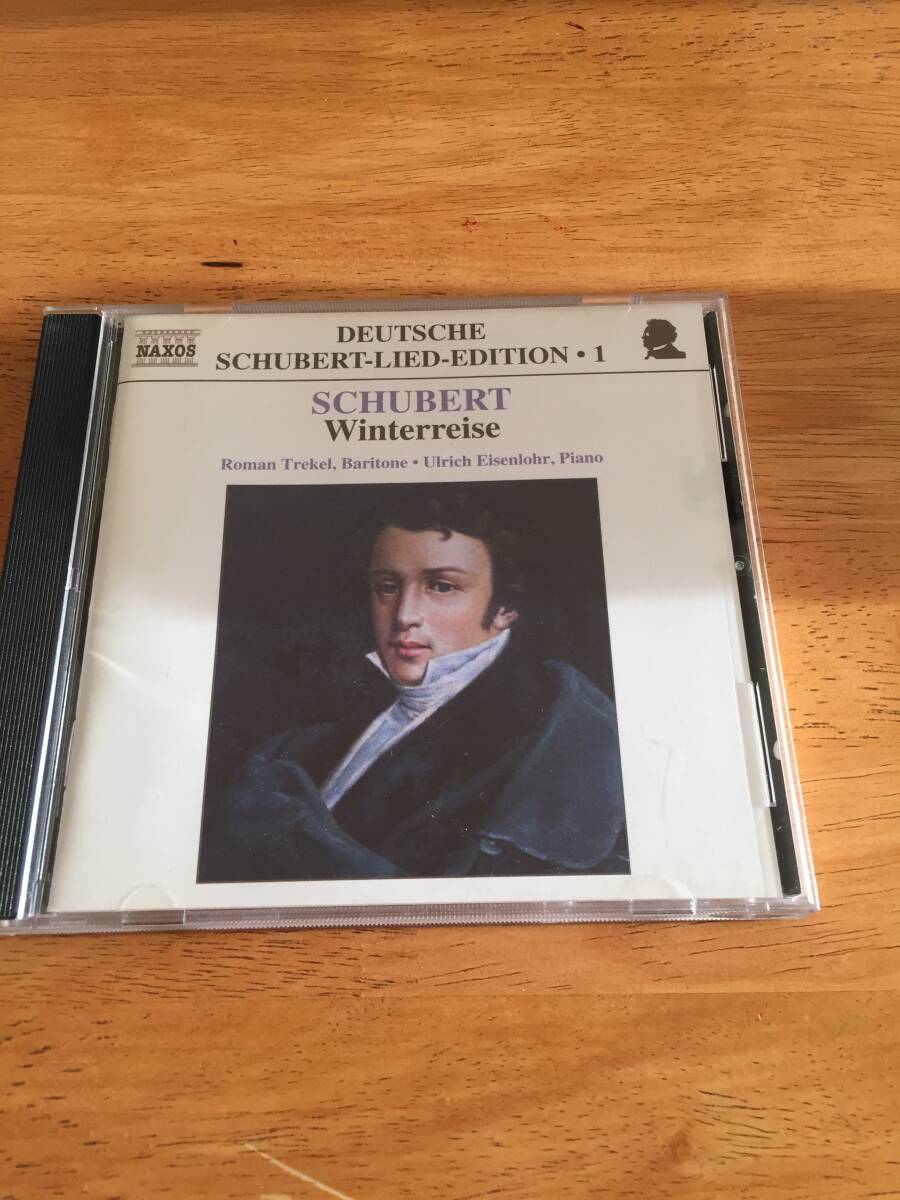 NAXOS
DEUTSCHE
SCHUBERT-LIED-EDITION • 1
SCHUBERT
Winterreise
Roman Trekel, Baritone • Ulrich Eisenlohr, Piano